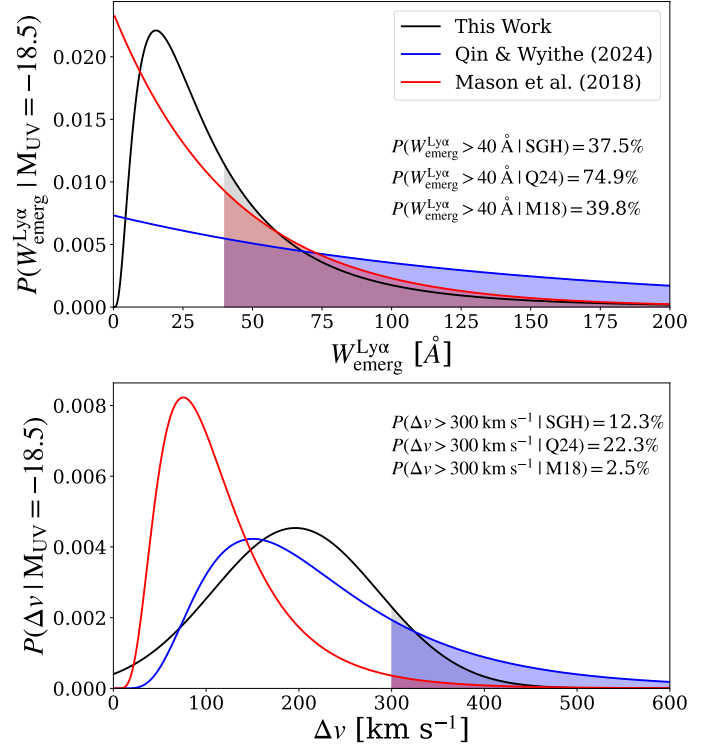 P(W^Lyα_emerg | M_UV = −18.5)
0.020
0.015
0.010
0.005
0.000
This Work
Qin & Wyithe (2024)
Mason et al. (2018)
P(W^Lyα_emerg > 40 Å | SGH) = 37.5%
P(W^Lyα_emerg > 40 Å | Q24) = 74.9%
P(W^Lyα_emerg > 40 Å | M18) = 39.8%
0 25 50 75 100 125 150 175 200
W^Lyα_emerg [Å]
P(Δv | M_UV = −18.5)
0.008
0.006
0.004
0.002
0.000
P(Δv > 300 km s⁻¹ | SGH) = 12.3%
P(Δv > 300 km s⁻¹ | Q24) = 22.3%
P(Δv > 300 km s⁻¹ | M18) = 2.5%
0 100 200 300 400 500 600
Δv [km s⁻¹]